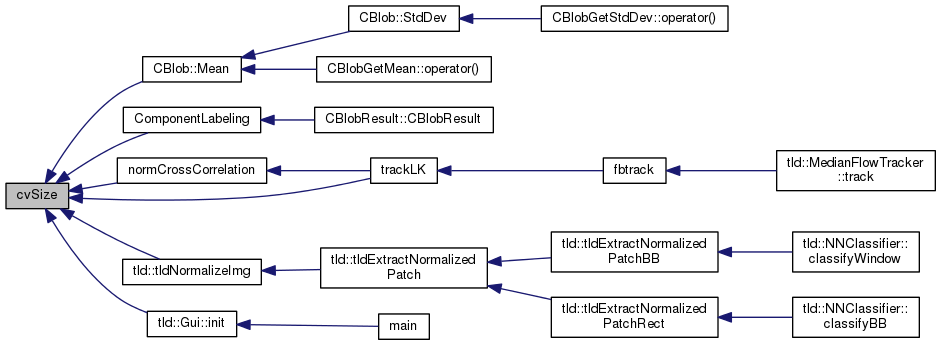 CBlob::StdDev
CBlobGetStdDev::operator()
CBlob::Mean
CBlobGetMean::operator()
ComponentLabeling
CBlobResult::CBlobResult
normCrossCorrelation
trackLK
fbtrack
tld::MedianFlowTracker
::track
cvSize
tld::tldNormalizeImg
tld::tldExtractNormalized
Patch
tld::tldExtractNormalized
PatchBB
tld::NNClassifier::
classifyWindow
tld::tldExtractNormalized
PatchRect
tld::NNClassifier::
classifyBB
tld::Gui::init
main